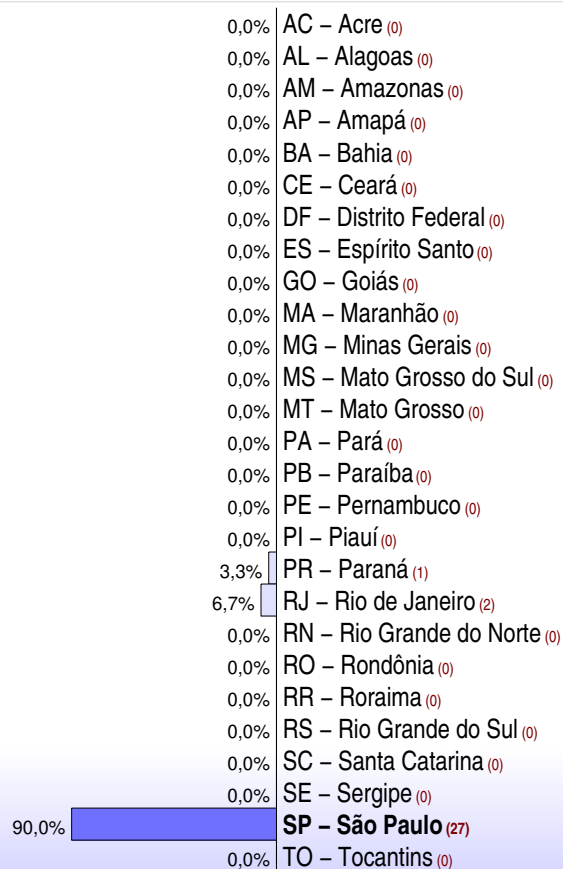 0,0% AC – Acre (0)
0,0% AL – Alagoas (0)
0,0% AM – Amazonas (0)
0,0% AP – Amapá (0)
0,0% BA – Bahia (0)
0,0% CE – Ceará (0)
0,0% DF – Distrito Federal (0)
0,0% ES – Espírito Santo (0)
0,0% GO – Goiás (0)
0,0% MA – Maranhão (0)
0,0% MG – Minas Gerais (0)
0,0% MS – Mato Grosso do Sul (0)
0,0% MT – Mato Grosso (0)
0,0% PA – Pará (0)
0,0% PB – Paraíba (0)
0,0% PE – Pernambuco (0)
0,0% PI – Piauí (0)
3,3% PR – Paraná (1)
6,7% RJ – Rio de Janeiro (2)
0,0% RN – Rio Grande do Norte (0)
0,0% RO – Rondônia (0)
0,0% RR – Roraima (0)
0,0% RS – Rio Grande do Sul (0)
0,0% SC – Santa Catarina (0)
0,0% SE – Sergipe (0)
90,0% SP – São Paulo (27)
0,0% TO – Tocantins (0)